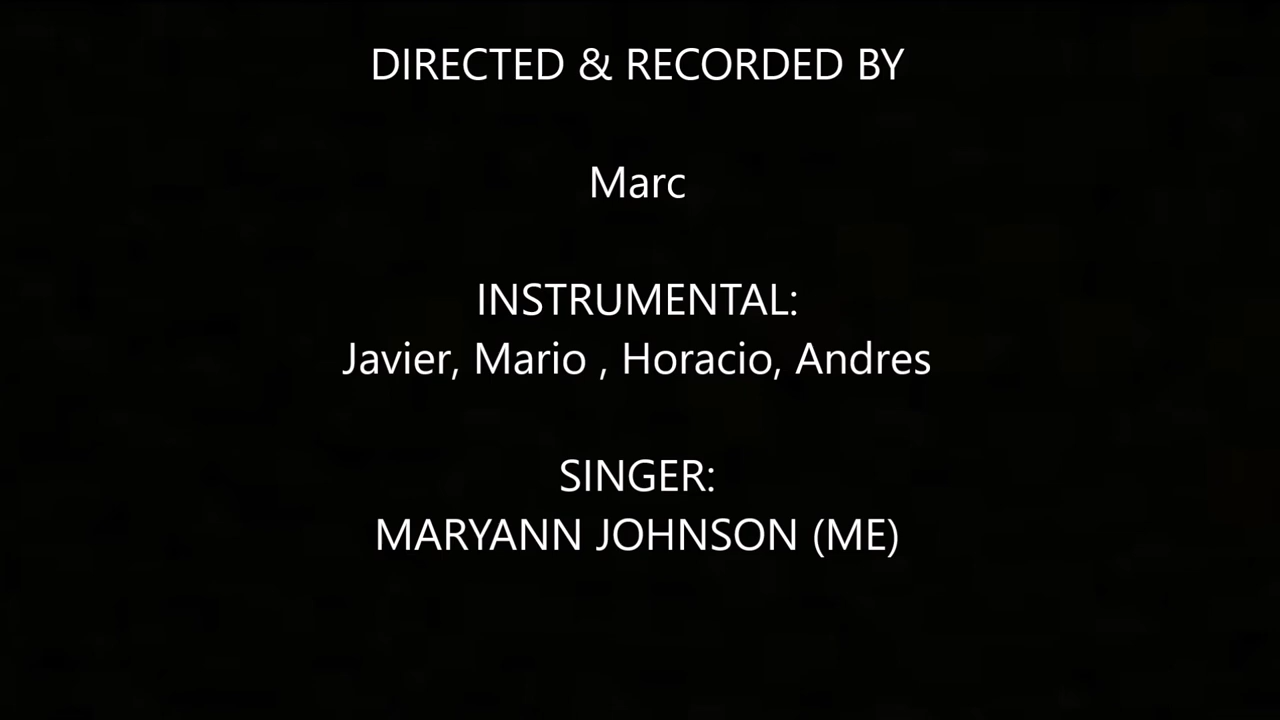 DIRECTED & RECORDED BY
Marc
INSTRUMENTAL:
Javier, Mario , Horacio, Andres
SINGER:
MARYANN JOHNSON (ME)